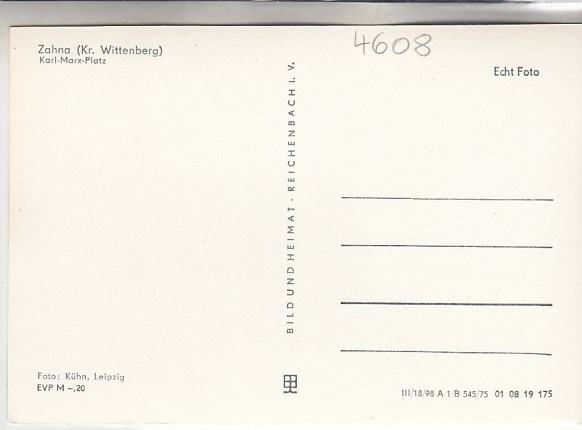 Zahna (Kr. Wittenberg)
Karl-Marx-Platz
4608
Echt Foto
BILD UND HEIMAT · REICHENBACH i. V.
Foto: Kühn, Leipzig
EVP M –,20
III/18/98 A 1/B 545/75 01 08 19 175